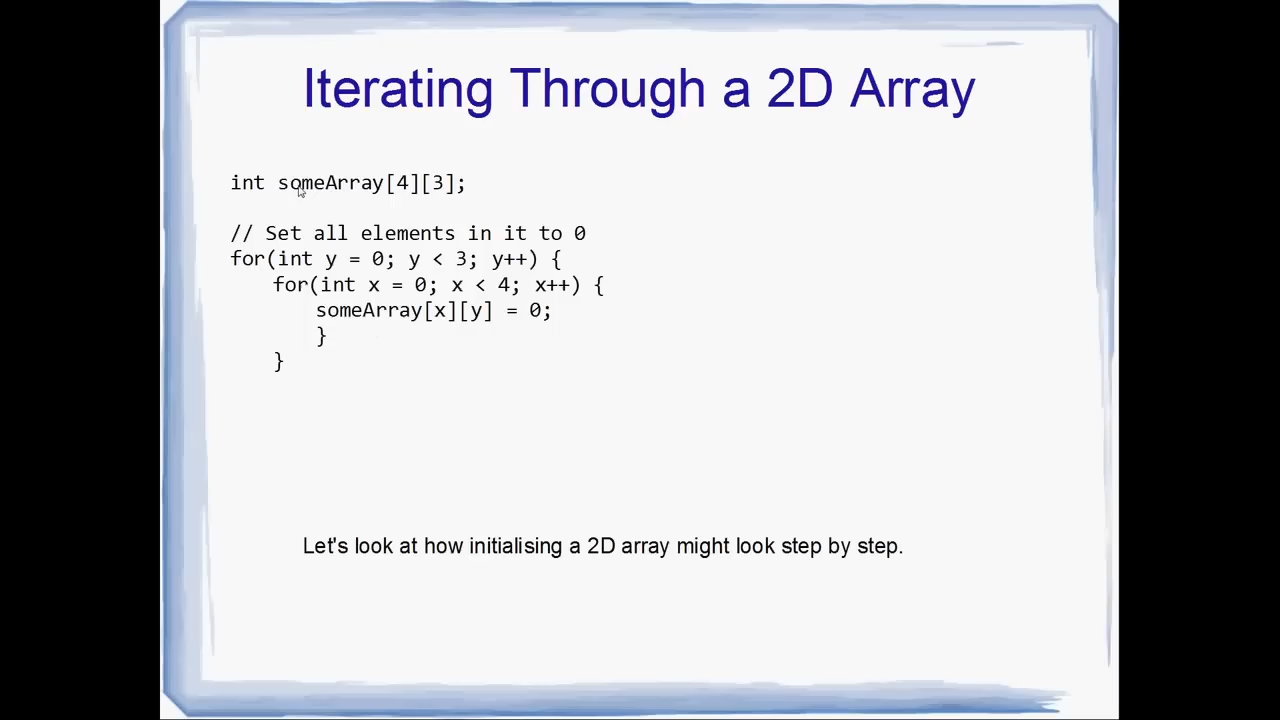 Iterating Through a 2D Array
int someArray[4][3];
// Set all elements in it to 0
for(int y = 0; y < 3; y++) {
for(int x = 0; x < 4; x++) {
someArray[x][y] = 0;
}
}
Let's look at how initialising a 2D array might look step by step.